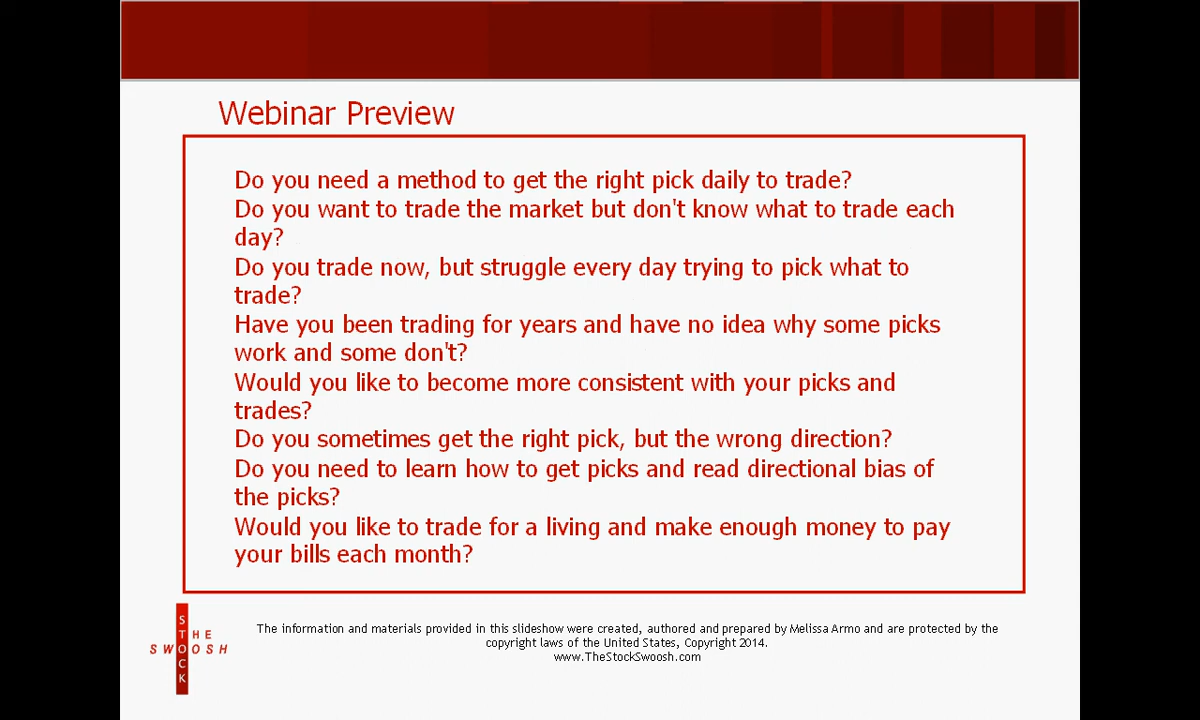 Webinar Preview
Do you need a method to get the right pick daily to trade?
Do you want to trade the market but don't know what to trade each
day?
Do you trade now, but struggle every day trying to pick what to
trade?
Have you been trading for years and have no idea why some picks
work and some don't?
Would you like to become more consistent with your picks and
trades?
Do you sometimes get the right pick, but the wrong direction?
Do you need to learn how to get picks and read directional bias of
the picks?
Would you like to trade for a living and make enough money to pay
your bills each month?
THE
STOCK
SWOOSH
The information and materials provided in this slideshow were created, authored and prepared by Melissa Armo and are protected by the
copyright laws of the United States, Copyright 2014.
www.TheStockSwoosh.com